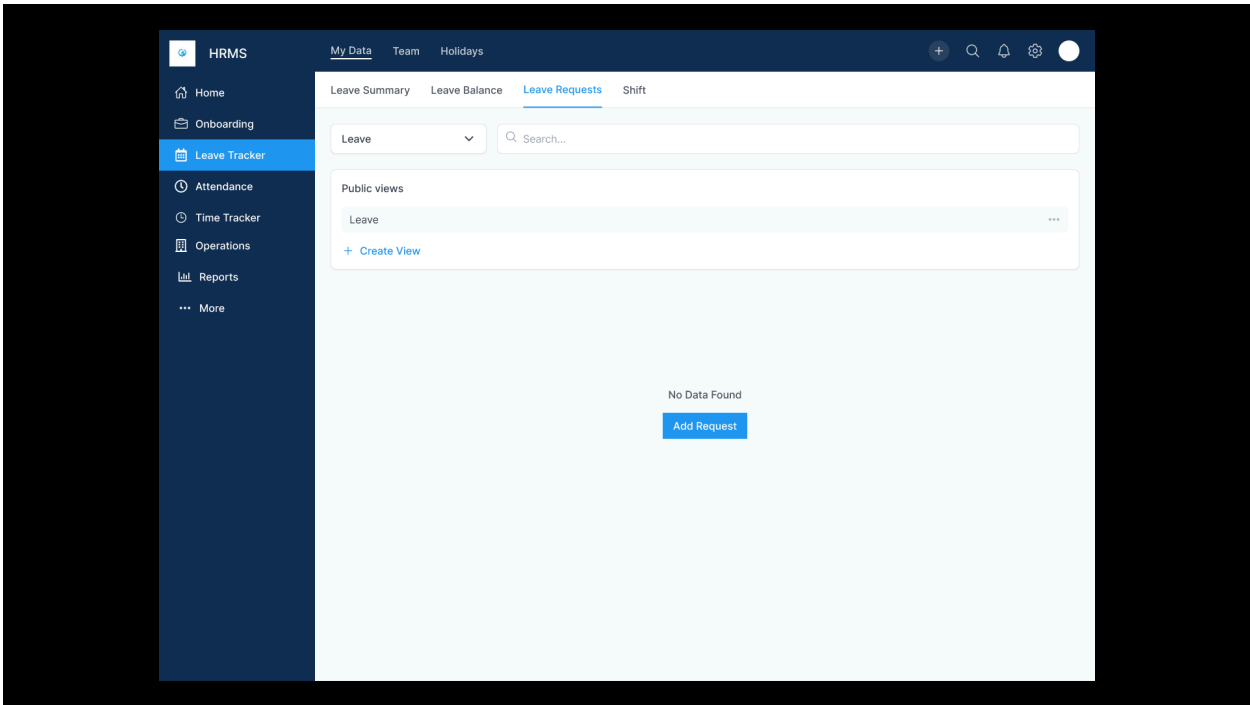 HRMS
My Data Team Holidays
Home
Onboarding
Leave Tracker
Attendance
Time Tracker
Operations
Reports
More
Leave Summary Leave Balance Leave Requests Shift
Leave
Search...
Public views
Leave
+ Create View
No Data Found
Add Request